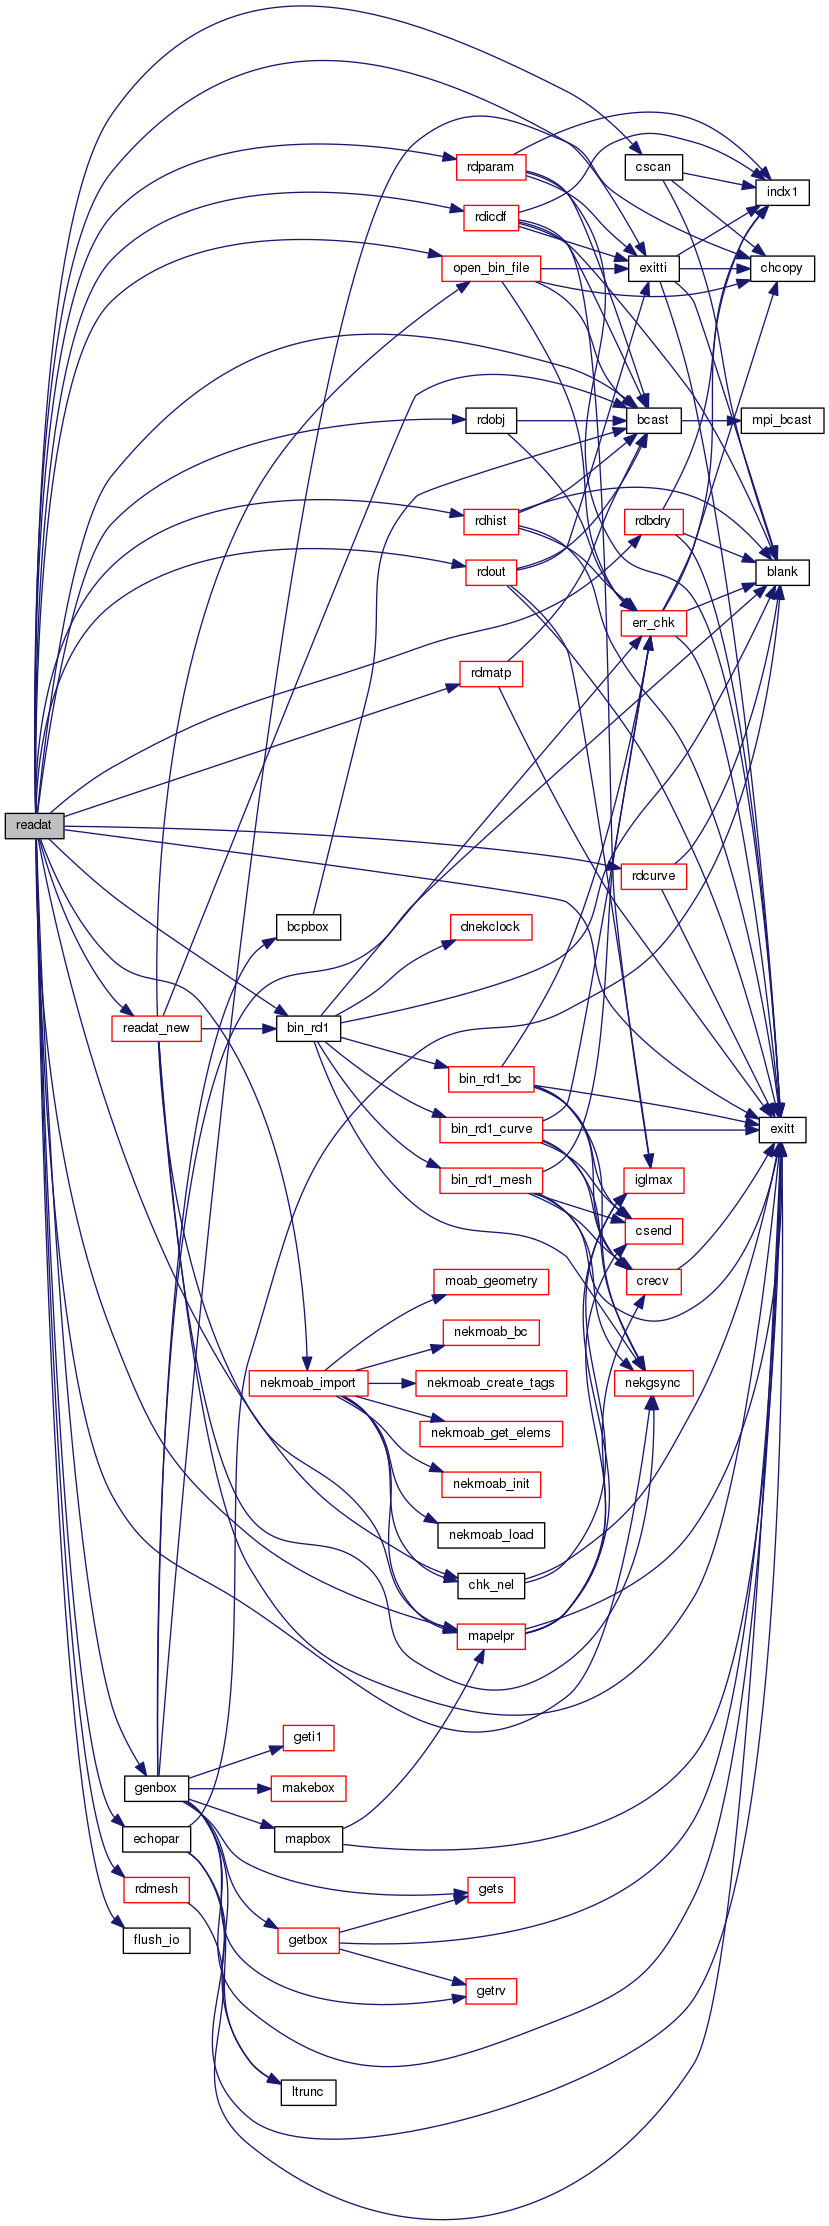 rdparam
cscan
indx1
rdicdf
open_bin_file
exitti
chcopy
rdobj
bcast
mpi_bcast
rdhist
rdbdry
rdout
blank
err_chk
rdmatp
readat
rdcurve
bcpbox
dnekclock
readat_new
bin_rd1
bin_rd1_bc
bin_rd1_curve
exitt
bin_rd1_mesh
iglmax
csend
moab_geometry
crecv
nekmoab_bc
nekmoab_import
nekmoab_create_tags
nekgsync
nekmoab_get_elems
nekmoab_init
nekmoab_load
chk_nel
mapelpr
geti1
genbox
makebox
echopar
mapbox
rdmesh
gets
flush_io
getbox
getrv
ltrunc